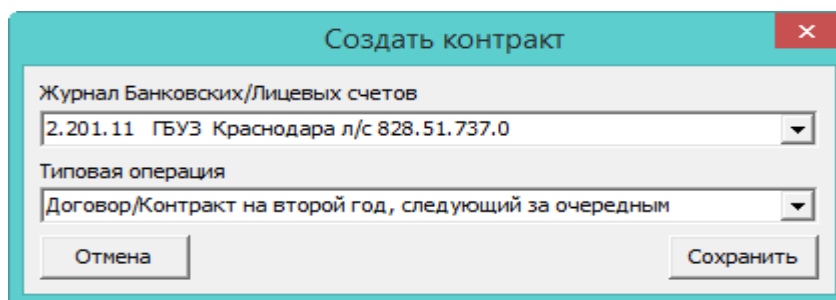 Создать контракт
Журнал Банковских/Лицевых счетов
2.201.11 ГБУЗ Краснодара л/с 828.51.737.0
Типовая операция
Договор/Контракт на второй год, следующий за очередным
Отмена
Сохранить